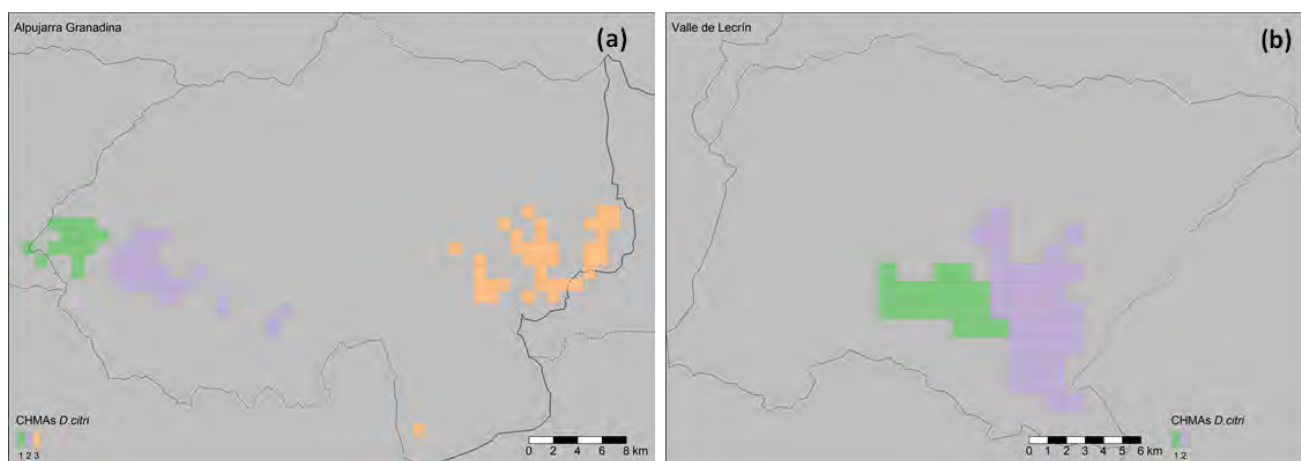 Alpujarra Granadina
(a)
CHMAs D.citri
1 2 3
0 2 4 6 8 km
Valle de Lecrín
(b)
CHMAs D.citri
1 2
0 1 2 3 4 5 6 km